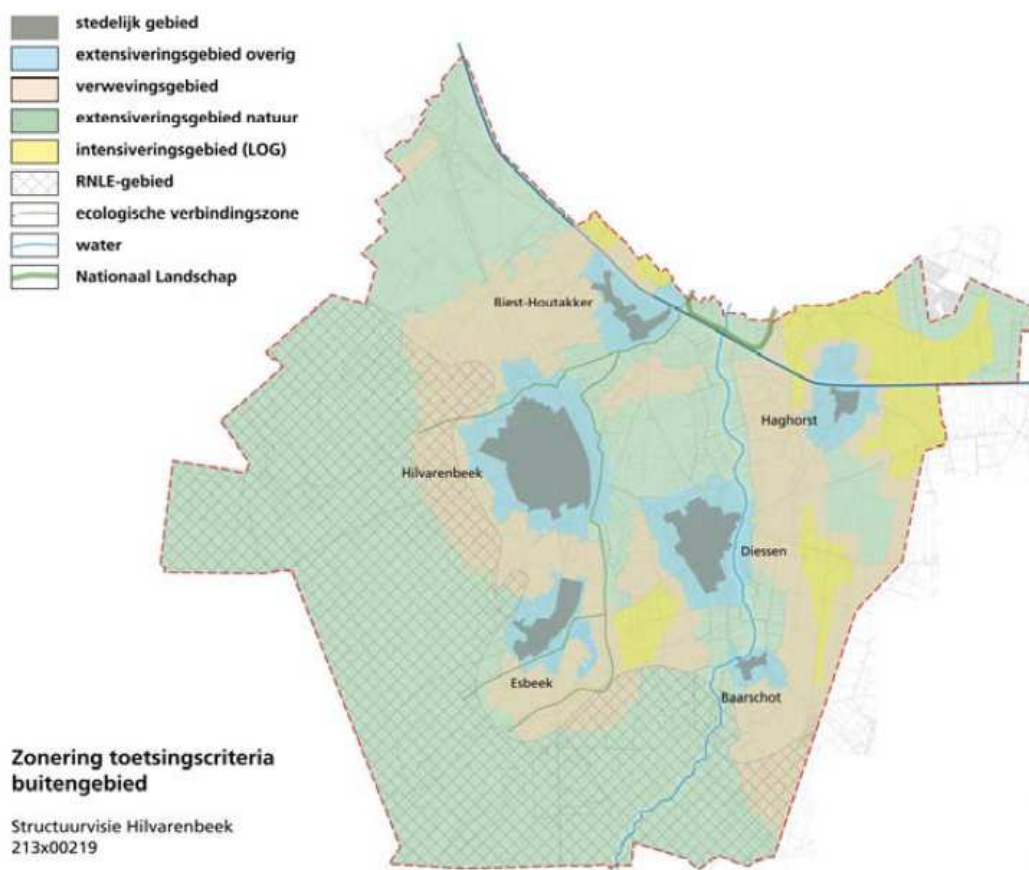 stedelijk gebied
extensiveringsgebied overig
verwevingsgebied
extensiveringsgebied natuur
intensiveringsgebied (LOG)
RNLE-gebied
ecologische verbindingszone
water
Nationaal Landschap
Biest-Houtakker
Haghorst
Hilvarenbeek
Diessen
Esbeek
Baarschot
Zonering toetsingscriteria
buitengebied
Structuurvisie Hilvarenbeek
213x00219